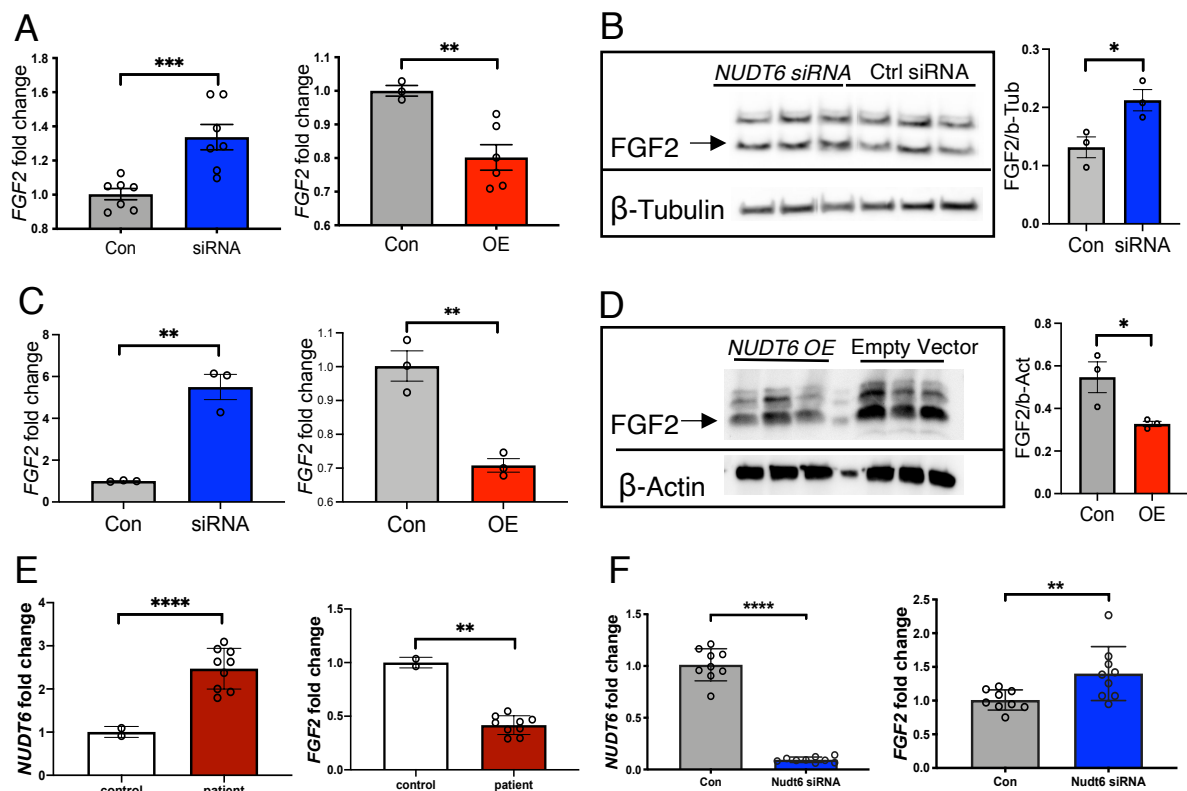 A
FGF2 fold change
1.4
1.2
1.0
0.8
1.8
1.6
***
Con
siRNA
FGF2 fold change
1.1
1.0
0.9
0.8
0.7
0.6
**
Con
OE
B
NUDT6 siRNA
Ctrl siRNA
FGF2
β-Tubulin
FGF2/b-Tub
0.3
0.2
0.1
0.0
*
Con
siRNA
C
FGF2 fold change
8
6
4
2
0
**
Con
siRNA
FGF2 fold change
1.1
1.0
0.9
0.8
0.7
0.6
**
Con
OE
D
NUDT6 OE
Empty Vector
FGF2
β-Actin
FGF2/b-Act
0.8
0.6
0.4
0.2
0.0
*
Con
OE
E
NUDT6 fold change
4
3
2
1
0
****
control
patient
FGF2 fold change
1.5
1.0
0.5
0.0
**
control
patient
F
NUDT6 fold change
1.5
1.0
0.5
0.0
****
Con
Nudt6 siRNA
FGF2 fold change
2.5
2.0
1.5
1.0
0.5
0.0
**
Con
Nudt6 siRNA